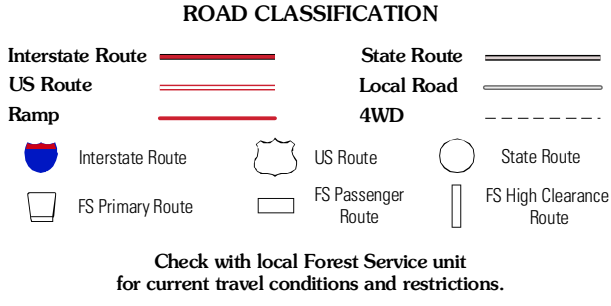 ROAD CLASSIFICATION
Interstate Route
State Route
US Route
Local Road
Ramp
4WD
Interstate Route
US Route
State Route
FS Primary Route
FS Passenger
Route
FS High Clearance
Route
Check with local Forest Service unit
for current travel conditions and restrictions.